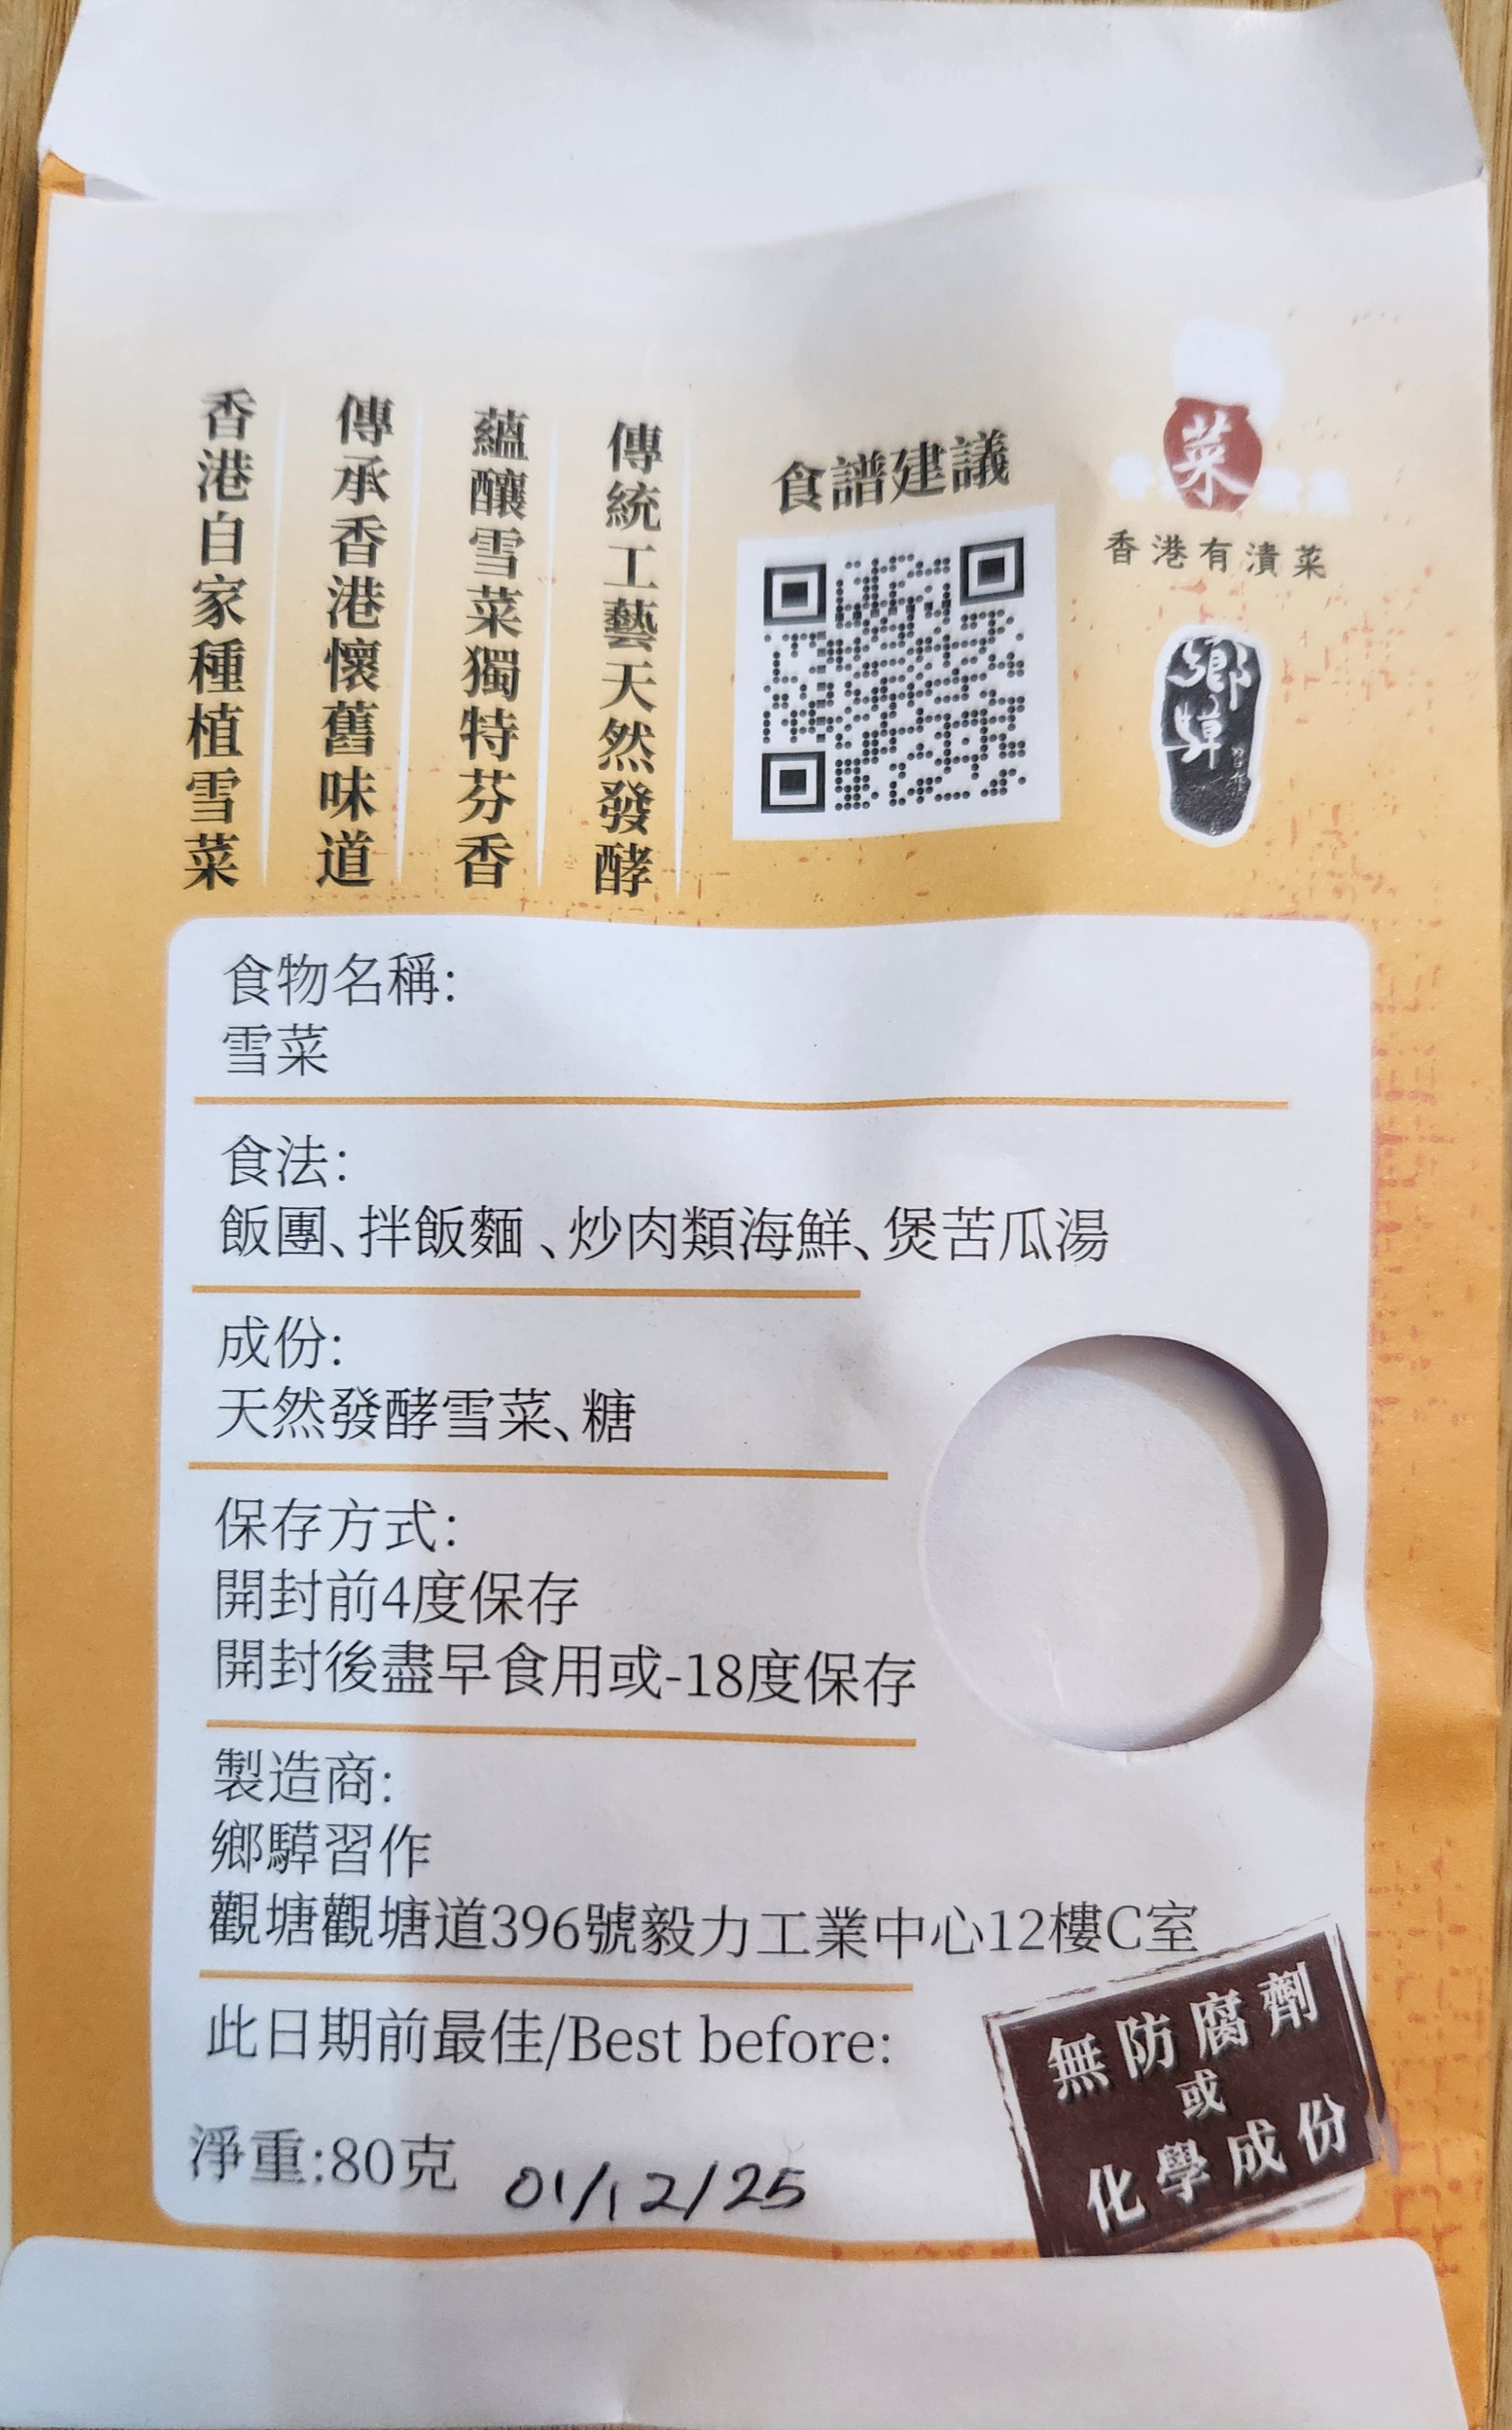 香港自家種植雪菜
傳承香港懷舊味道
蘊釀雪菜獨特芬香
傳統工藝天然發酵
食譜建議
菜
香港有漬菜
鄉騲
習作
食物名稱:
雪菜
食法:
飯團、拌飯麵、炒肉類海鮮、煲苦瓜湯
成份:
天然發酵雪菜、糖
保存方式:
開封前4度保存
開封後盡早食用或-18度保存
製造商:
鄉騲習作
觀塘觀塘道396號毅力工業中心12樓C室
此日期前最佳/Best before:
淨重:80克
01/12/25
無防腐劑
或
化學成份